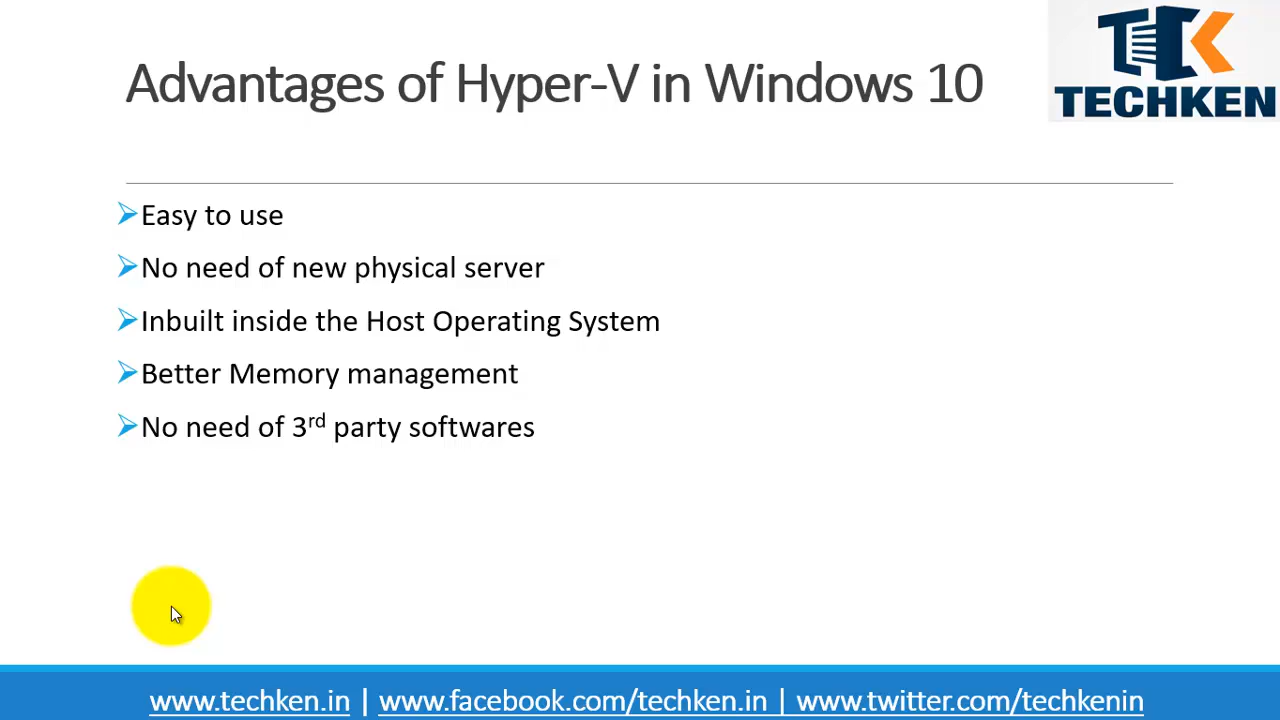 Advantages of Hyper-V in Windows 10
TK
TECHKEN
Easy to use
No need of new physical server
Inbuilt inside the Host Operating System
Better Memory management
No need of 3rd party softwares
www.techken.in | www.facebook.com/techken.in | www.twitter.com/techkenin